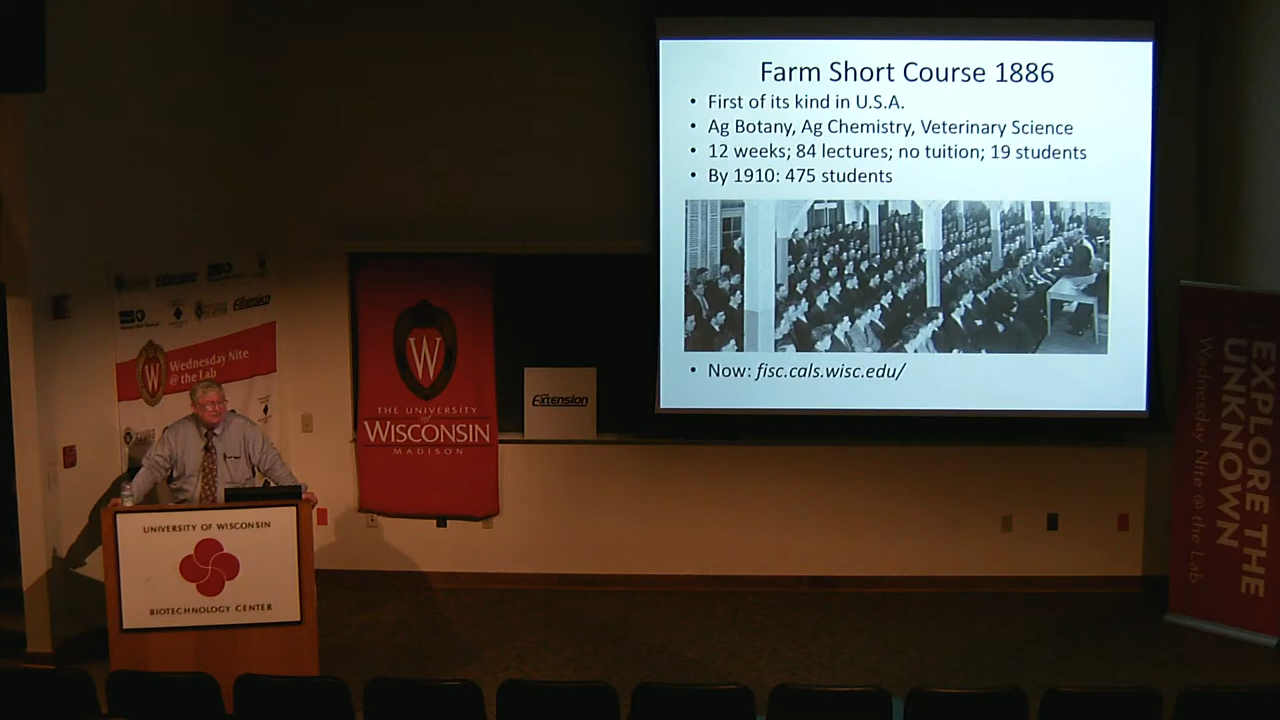 Farm Short Course 1886
• First of its kind in U.S.A.
• Ag Botany, Ag Chemistry, Veterinary Science
• 12 weeks; 84 lectures; no tuition; 19 students
• By 1910: 475 students
• Now: fisc.cals.wisc.edu/
Extension
Wednesday Nite
@ the Lab
W
W
THE UNIVERSITY
of
WISCONSIN
MADISON
Extension
UNIVERSITY OF WISCONSIN
BIOTECHNOLOGY CENTER
EXPLORE THE
UNKNOWN
Wednesday Nite @ the Lab